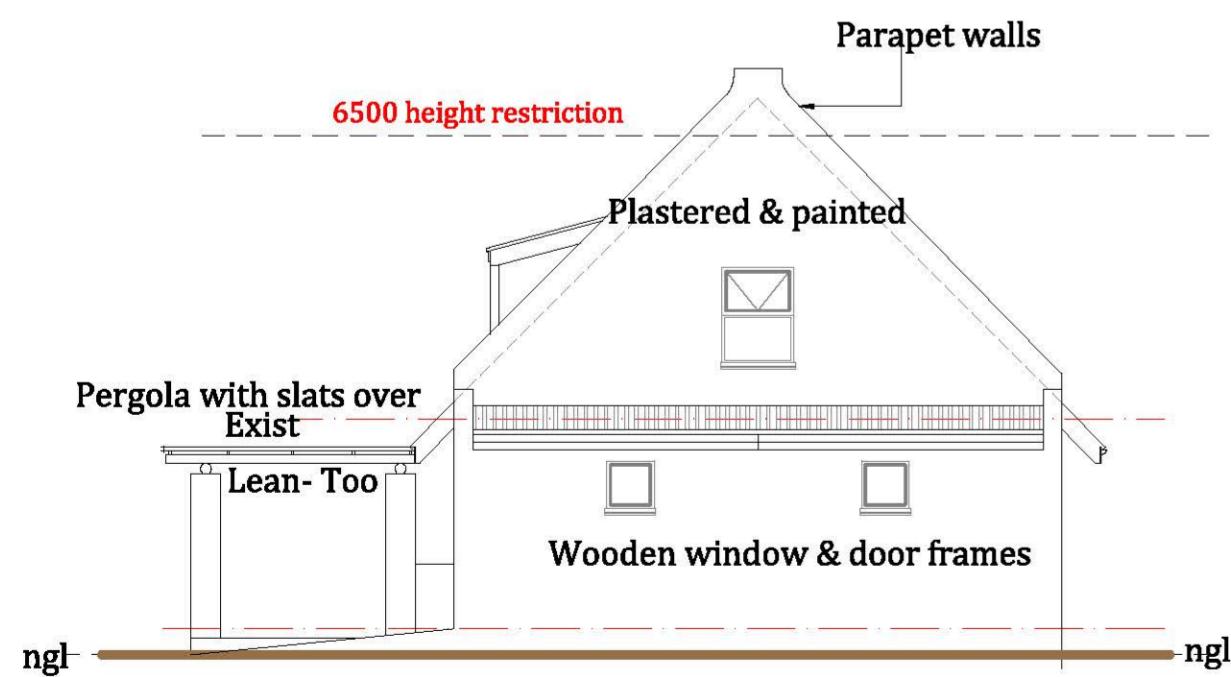 Parapet walls
6500 height restriction
Plastered & painted
Pergola with slats over
Exist
Lean- Too
Wooden window & door frames
ngl
ngl